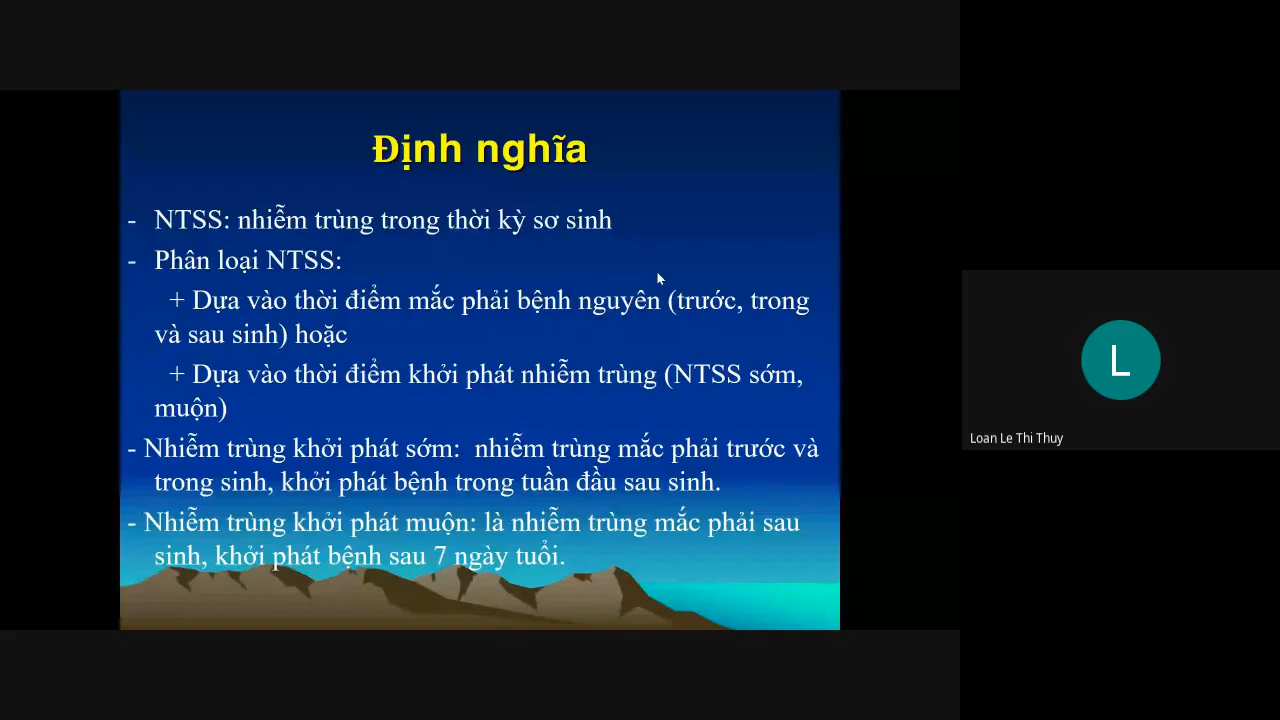 Định nghĩa
- NTSS: nhiễm trùng trong thời kỳ sơ sinh
- Phân loại NTSS:
+ Dựa vào thời điểm mắc phải bệnh nguyên (trước, trong
và sau sinh) hoặc
+ Dựa vào thời điểm khởi phát nhiễm trùng (NTSS sớm,
muộn)
- Nhiễm trùng khởi phát sớm: nhiễm trùng mắc phải trước và
trong sinh, khởi phát bệnh trong tuần đầu sau sinh.
- Nhiễm trùng khởi phát muộn: là nhiễm trùng mắc phải sau
sinh, khởi phát bệnh sau 7 ngày tuổi.
L
Loan Le Thi Thuy